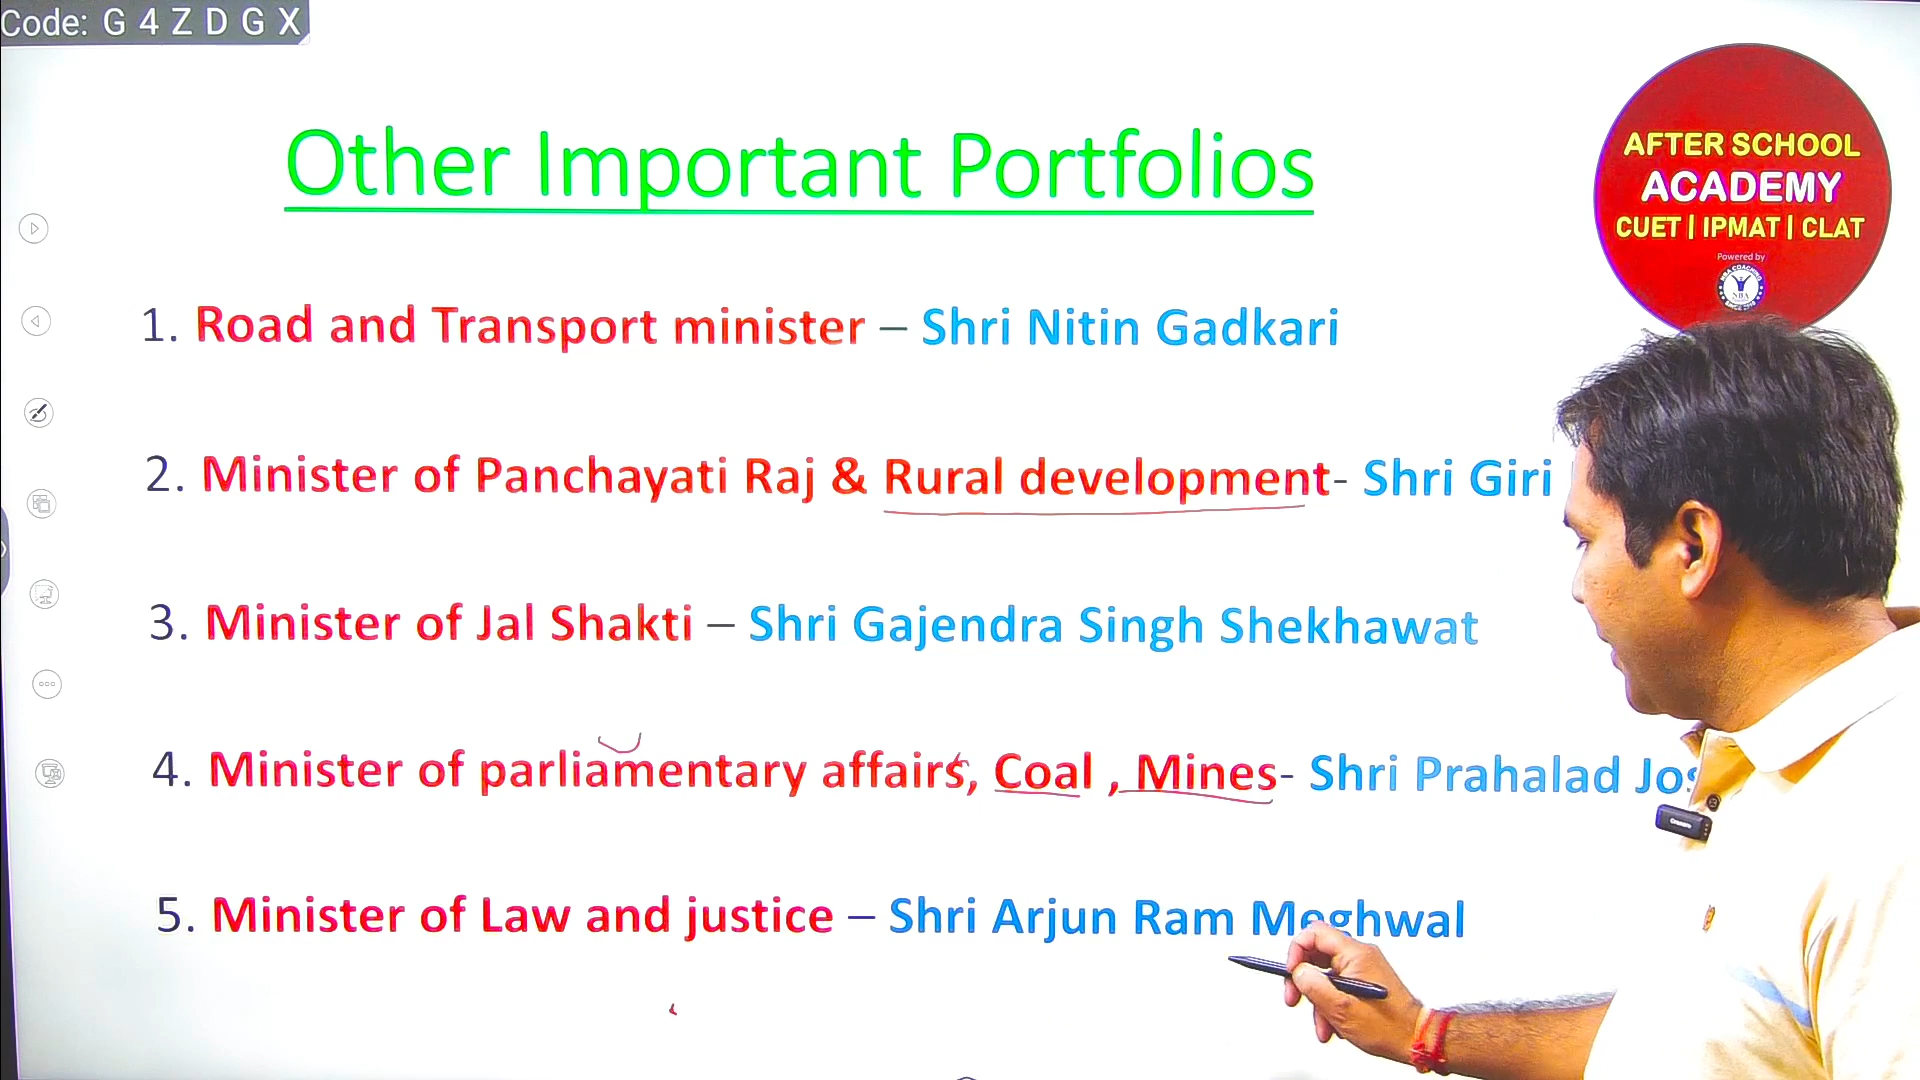 Code: G 4 Z D G X
Other Important Portfolios
AFTER SCHOOL
ACADEMY
CUET | IPMAT | CLAT
Powered by
1. Road and Transport minister – Shri Nitin Gadkari
2. Minister of Panchayati Raj & Rural development- Shri Giri
3. Minister of Jal Shakti – Shri Gajendra Singh Shekhawat
4. Minister of parliamentary affairs, Coal , Mines- Shri Prahalad
5. Minister of Law and justice – Shri Arjun Ram Meghwal